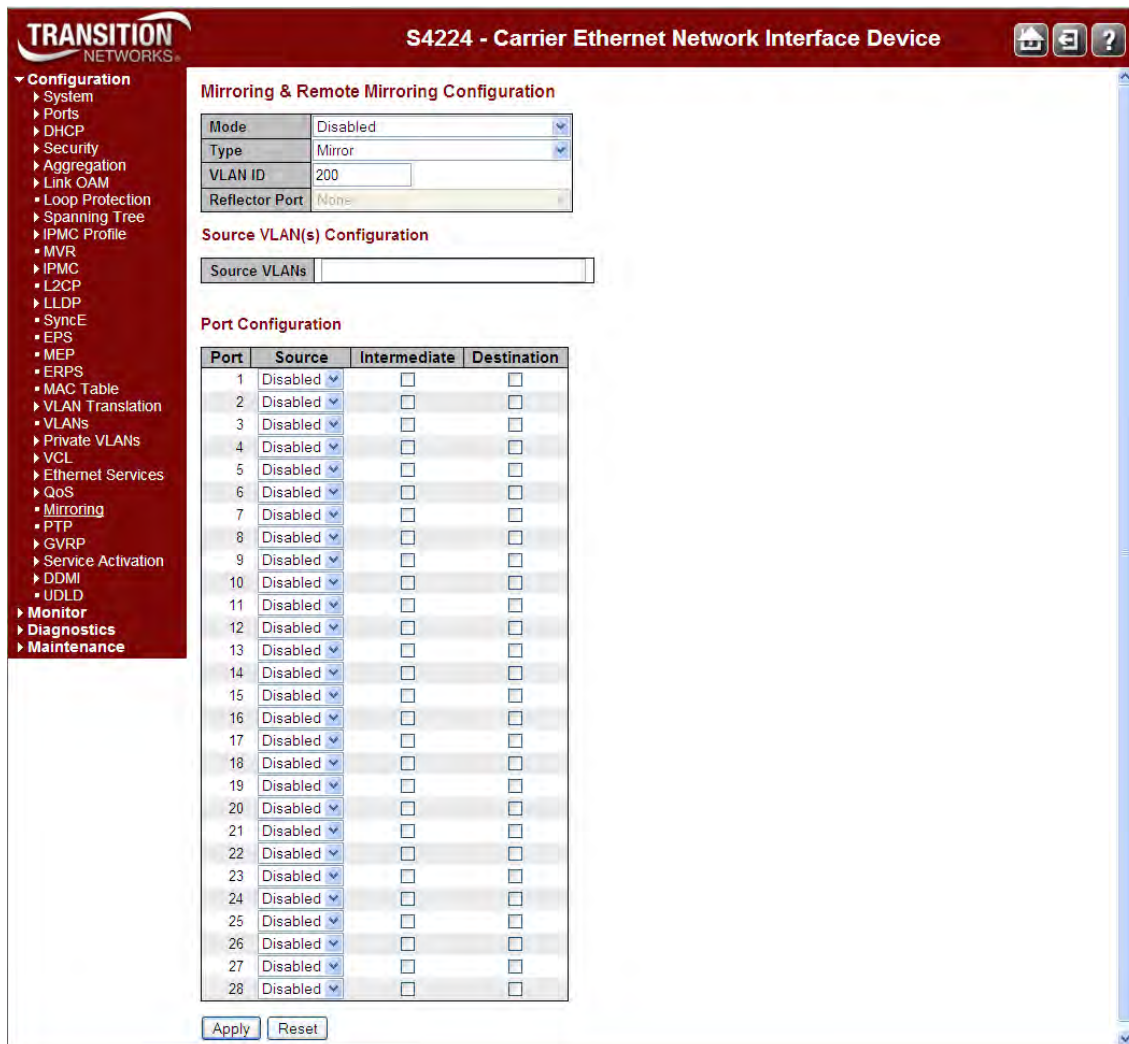 TRANSITION
NETWORKS®
S4224 - Carrier Ethernet Network Interface Device
?
Configuration
System
Ports
DHCP
Security
Aggregation
Link OAM
Loop Protection
Spanning Tree
IPMC Profile
MVR
IPMC
L2CP
LLDP
SyncE
EPS
MEP
ERPS
MAC Table
VLAN Translation
VLANs
Private VLANs
VCL
Ethernet Services
QoS
Mirroring
PTP
GVRP
Service Activation
DDMI
UDLD
Monitor
Diagnostics
Maintenance
Mirroring & Remote Mirroring Configuration
Mode Disabled
Type Mirror
VLAN ID 200
Reflector Port None
Source VLAN(s) Configuration
Source VLANs
Port Configuration
Port Source Intermediate Destination
1 Disabled
2 Disabled
3 Disabled
4 Disabled
5 Disabled
6 Disabled
7 Disabled
8 Disabled
9 Disabled
10 Disabled
11 Disabled
12 Disabled
13 Disabled
14 Disabled
15 Disabled
16 Disabled
17 Disabled
18 Disabled
19 Disabled
20 Disabled
21 Disabled
22 Disabled
23 Disabled
24 Disabled
25 Disabled
26 Disabled
27 Disabled
28 Disabled
Apply Reset